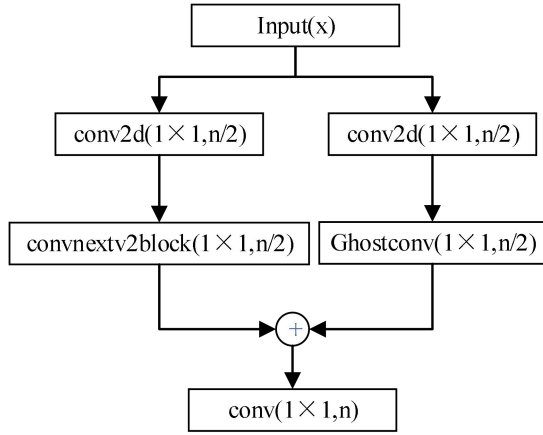 Input(x)
conv2d(1×1,n/2)
conv2d(1×1,n/2)
convnextv2block(1×1,n/2)
Ghostconv(1×1,n/2)
+
conv(1×1,n)